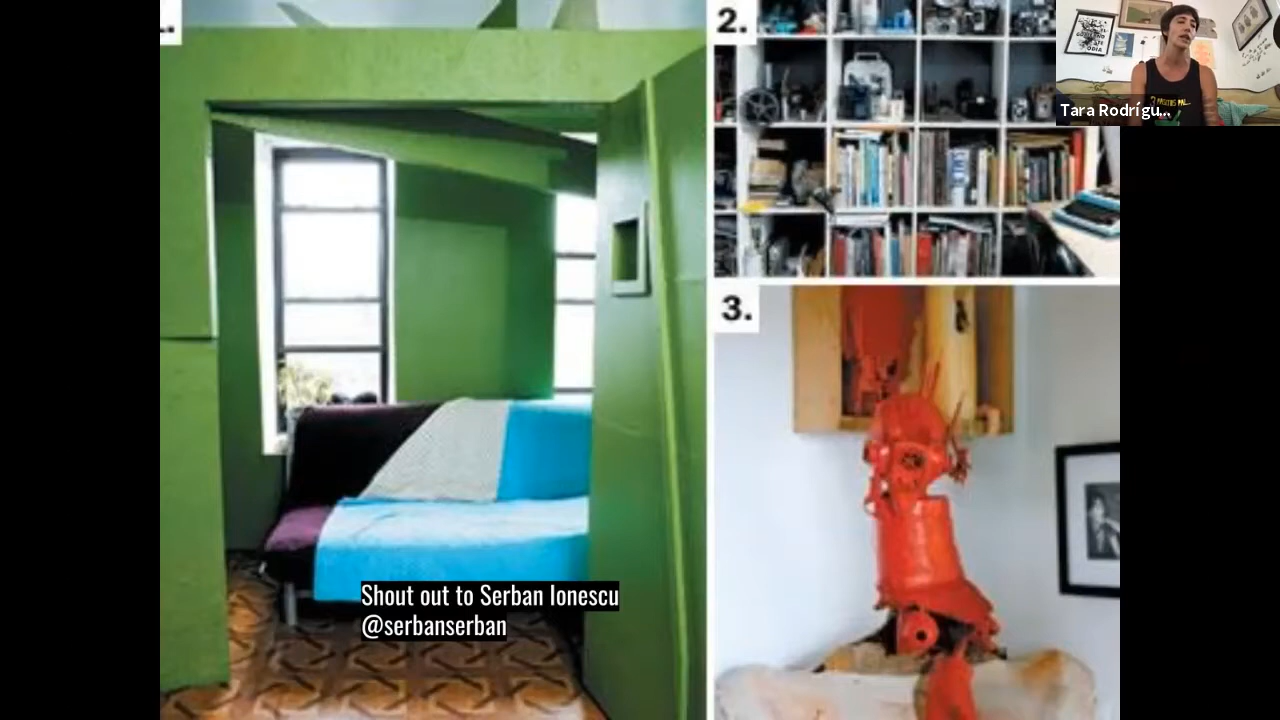 2.
Tara Rodrígu...
3.
Shout out to Serban Ionescu
@serbanserban